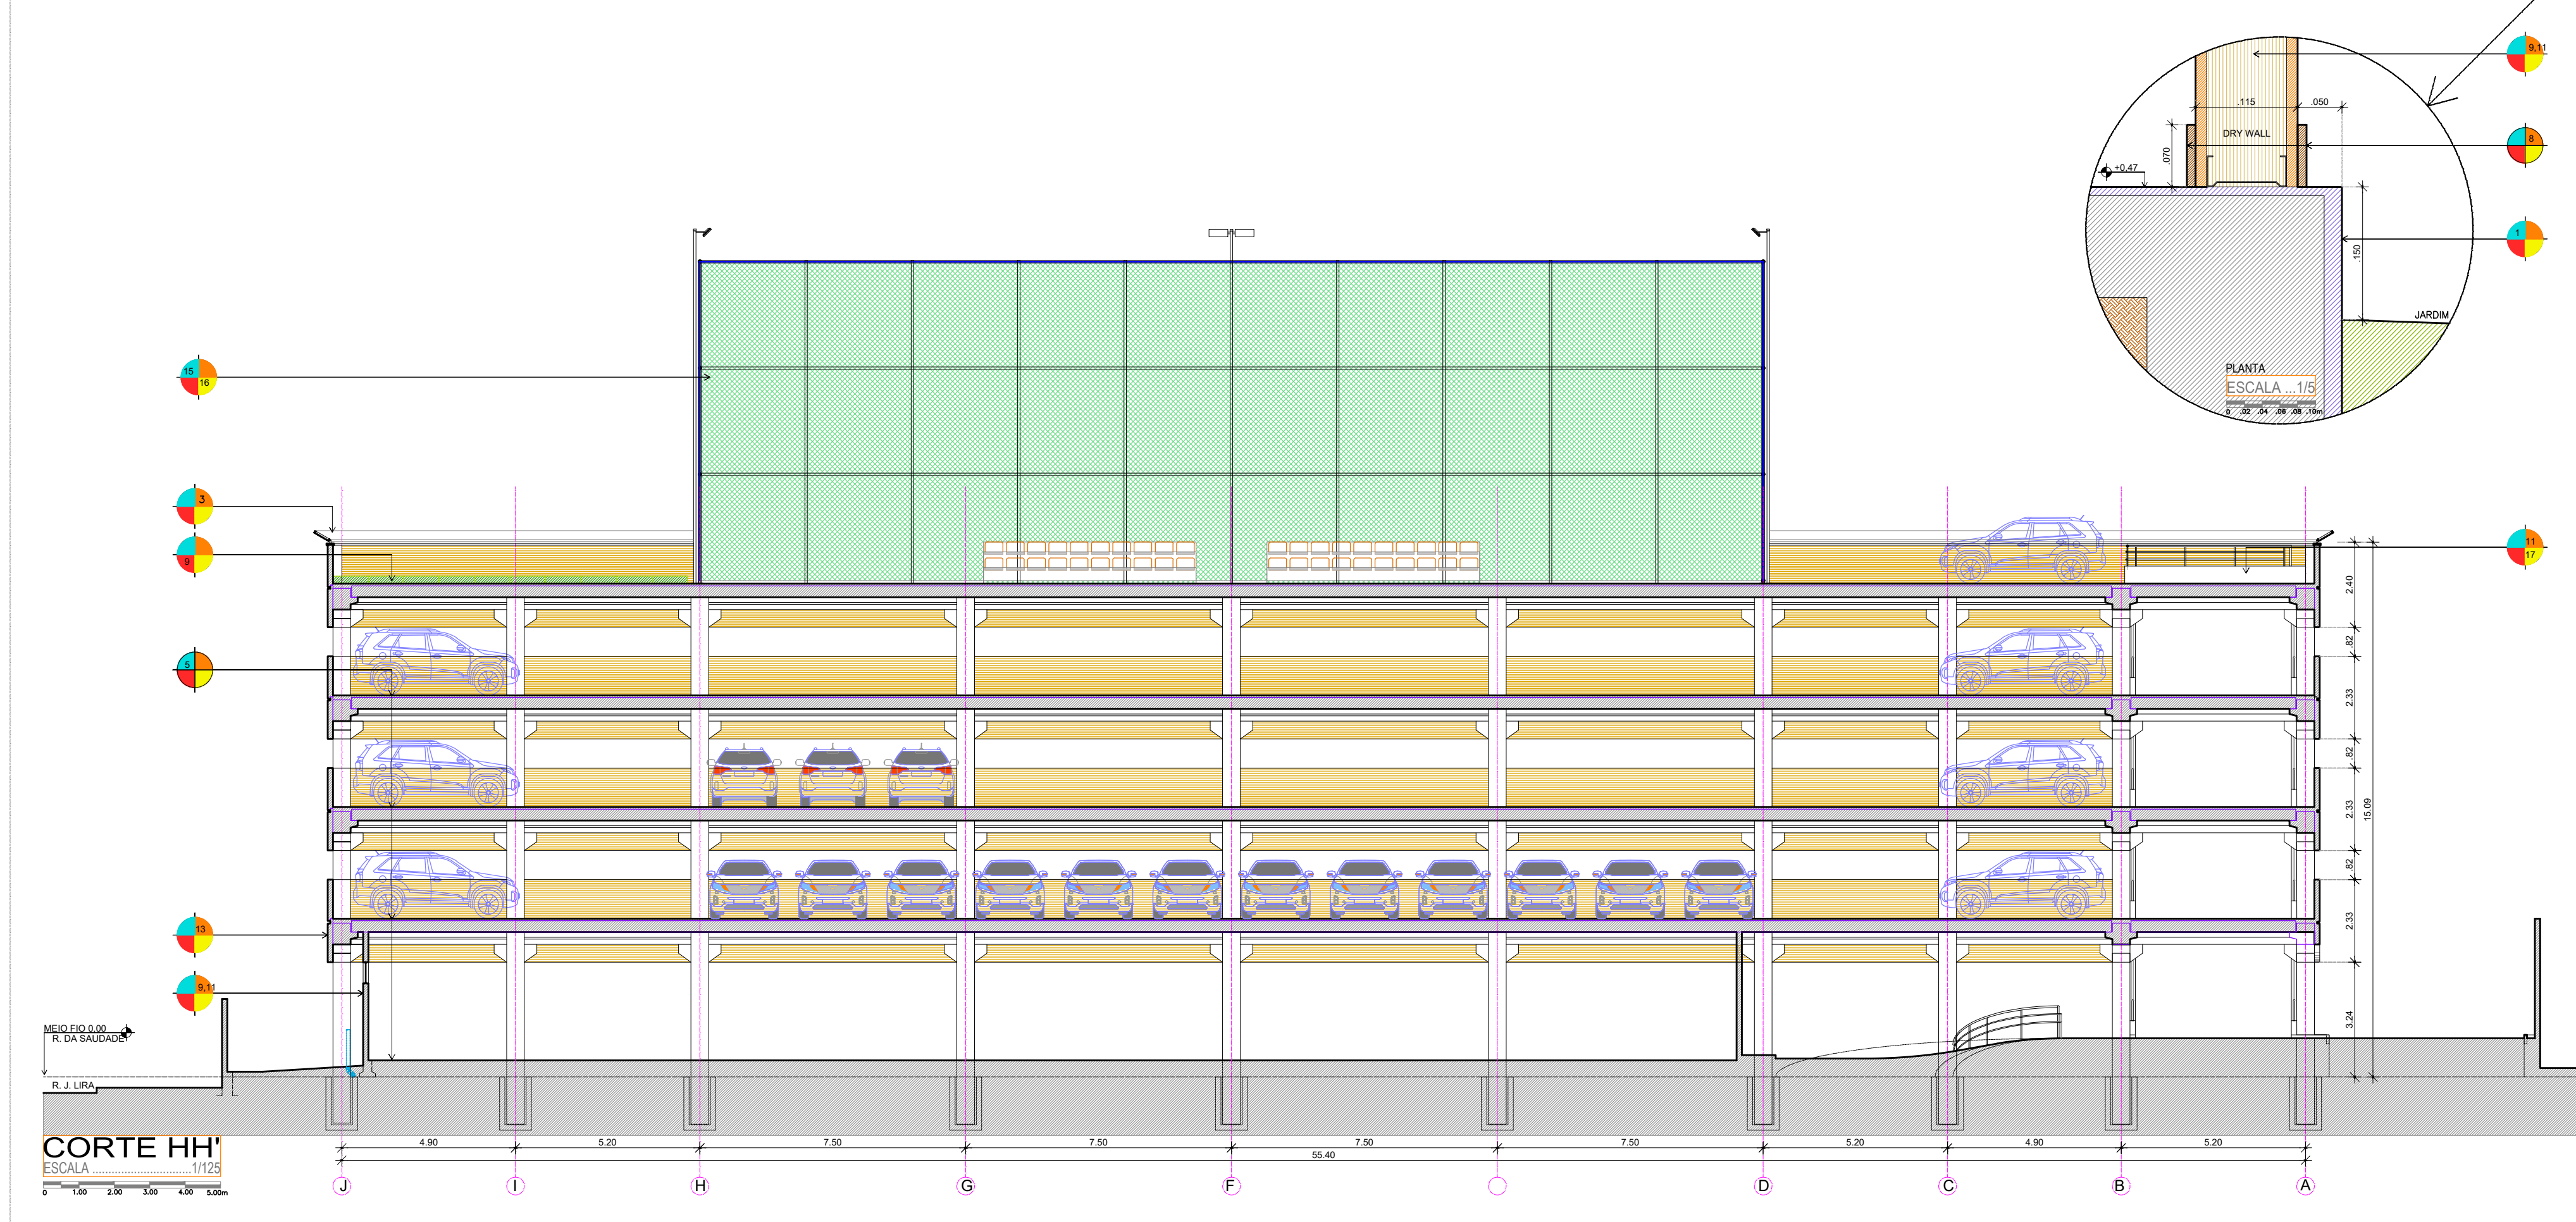 9,11
.115
.050
DRY WALL
8
.070
+0,47
1
.150
JARDIM
PLANTA
ESCALA ...1/5
0 .02 .04 .06 .08 .10m
15
16
3
9
11
17
2.40
.82
5
2.33
.82
2.33
15.09
.82
2.33
13
9,11
3.24
MEIO FIO 0.00
R. DA SAUDADE
R. J. LIRA
CORTE HH'
ESCALA ...............................1/125
0 1.00 2.00 3.00 4.00 5.00m
4.90 5.20 7.50 7.50 7.50 7.50 5.20 4.90 5.20
55.40
J I H G F D C B A